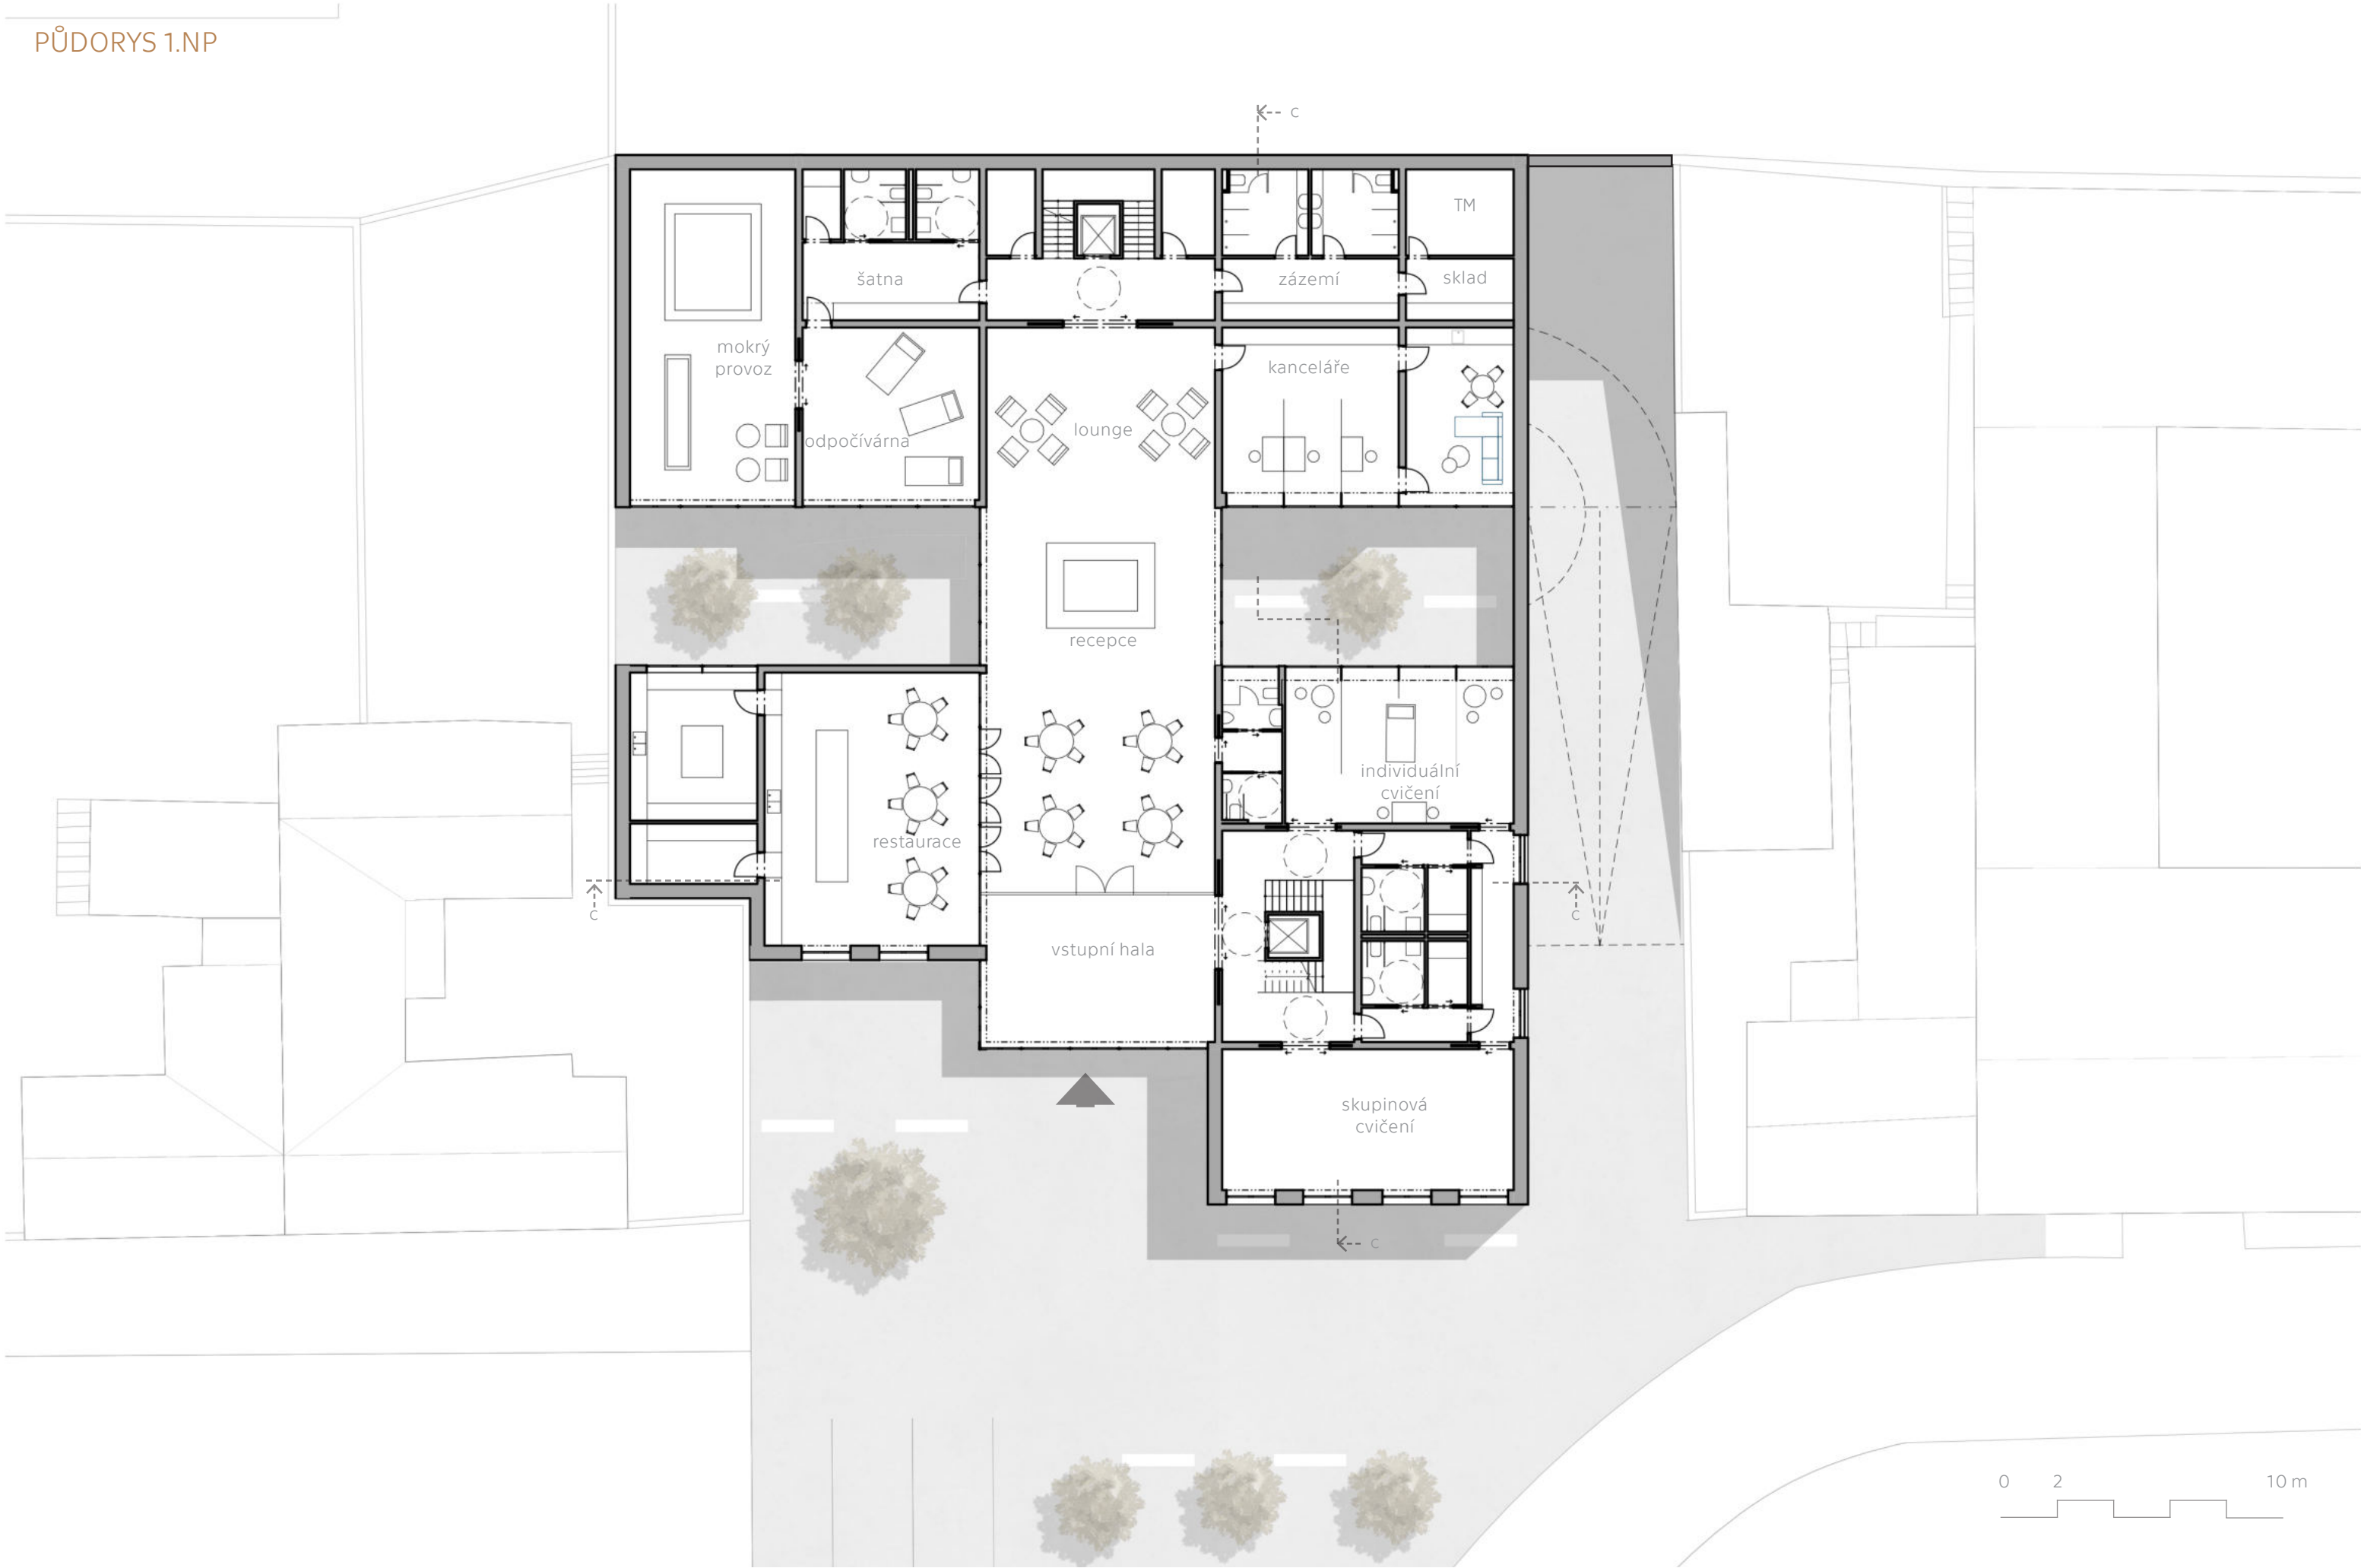 PŮDORYS 1.NP
c
TM
šatna
zázemí
sklad
mokrý
provoz
kanceláře
lounge
odpočívárna
recepce
individuální
cvičení
restaurace
c
c
vstupní hala
skupinová
cvičení
c
0 2 10 m